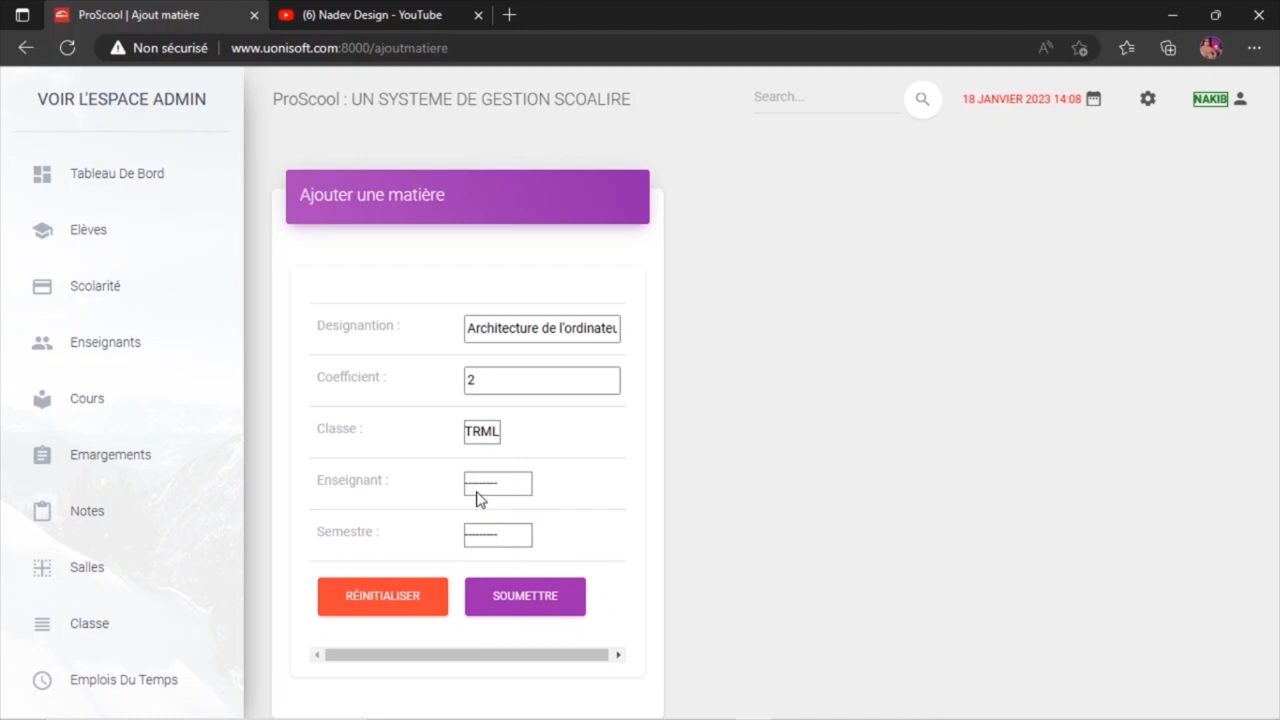 ProScool | Ajout matière
(6) Nadev Design - YouTube
Non sécurisé
www.uonisoft.com:8000/ajoutmatiere
VOIR L'ESPACE ADMIN
ProScool : UN SYSTEME DE GESTION SCOALIRE
Search...
18 JANVIER 2023 14:08
NAKIB
Tableau De Bord
Elèves
Scolarité
Enseignants
Cours
Emargements
Notes
Salles
Classe
Emplois Du Temps
Ajouter une matière
Designantion :
Architecture de l'ordinateu
Coefficient :
2
Classe :
TRML
Enseignant :
---------
Semestre :
---------
RÉINITIALISER
SOUMETTRE